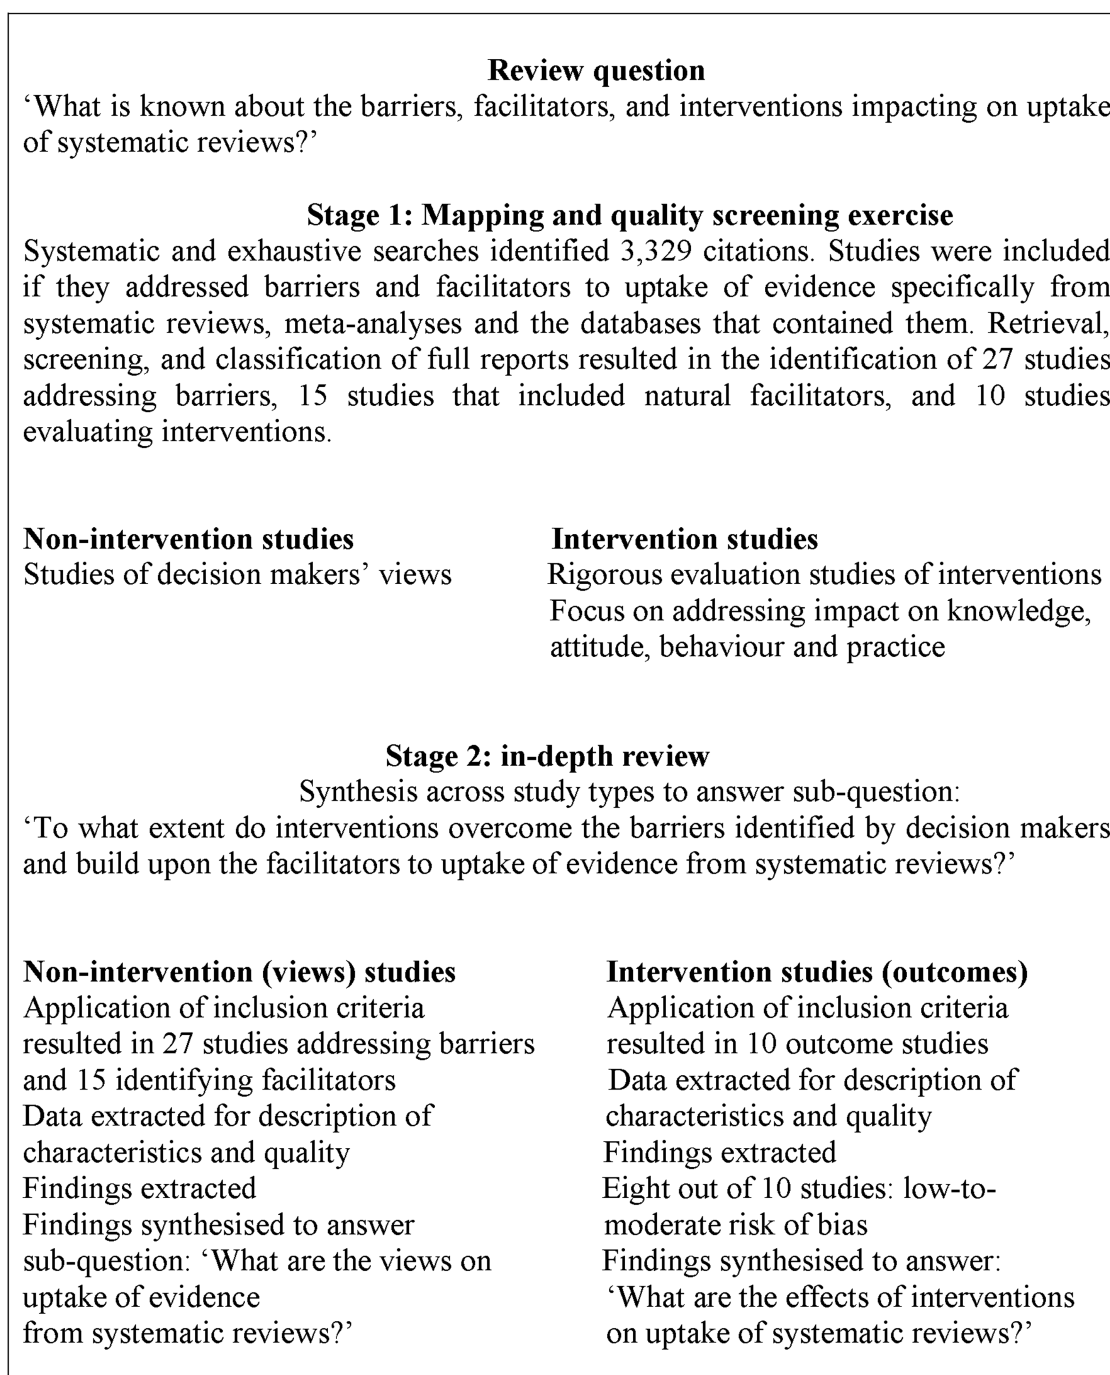 Review question
‘What is known about the barriers, facilitators, and interventions impacting on uptake
of systematic reviews?’
Stage 1: Mapping and quality screening exercise
Systematic and exhaustive searches identified 3,329 citations. Studies were included
if they addressed barriers and facilitators to uptake of evidence specifically from
systematic reviews, meta-analyses and the databases that contained them. Retrieval,
screening, and classification of full reports resulted in the identification of 27 studies
addressing barriers, 15 studies that included natural facilitators, and 10 studies
evaluating interventions.
Non-intervention studies
Studies of decision makers’ views
Intervention studies
Rigorous evaluation studies of interventions
Focus on addressing impact on knowledge,
attitude, behaviour and practice
Stage 2: in-depth review
Synthesis across study types to answer sub-question:
‘To what extent do interventions overcome the barriers identified by decision makers
and build upon the facilitators to uptake of evidence from systematic reviews?’
Non-intervention (views) studies
Application of inclusion criteria
resulted in 27 studies addressing barriers
and 15 identifying facilitators
Data extracted for description of
characteristics and quality
Findings extracted
Findings synthesised to answer
sub-question: ‘What are the views on
uptake of evidence
from systematic reviews?’
Intervention studies (outcomes)
Application of inclusion criteria
resulted in 10 outcome studies
Data extracted for description of
characteristics and quality
Findings extracted
Eight out of 10 studies: low-to-
moderate risk of bias
Findings synthesised to answer:
‘What are the effects of interventions
on uptake of systematic reviews?’